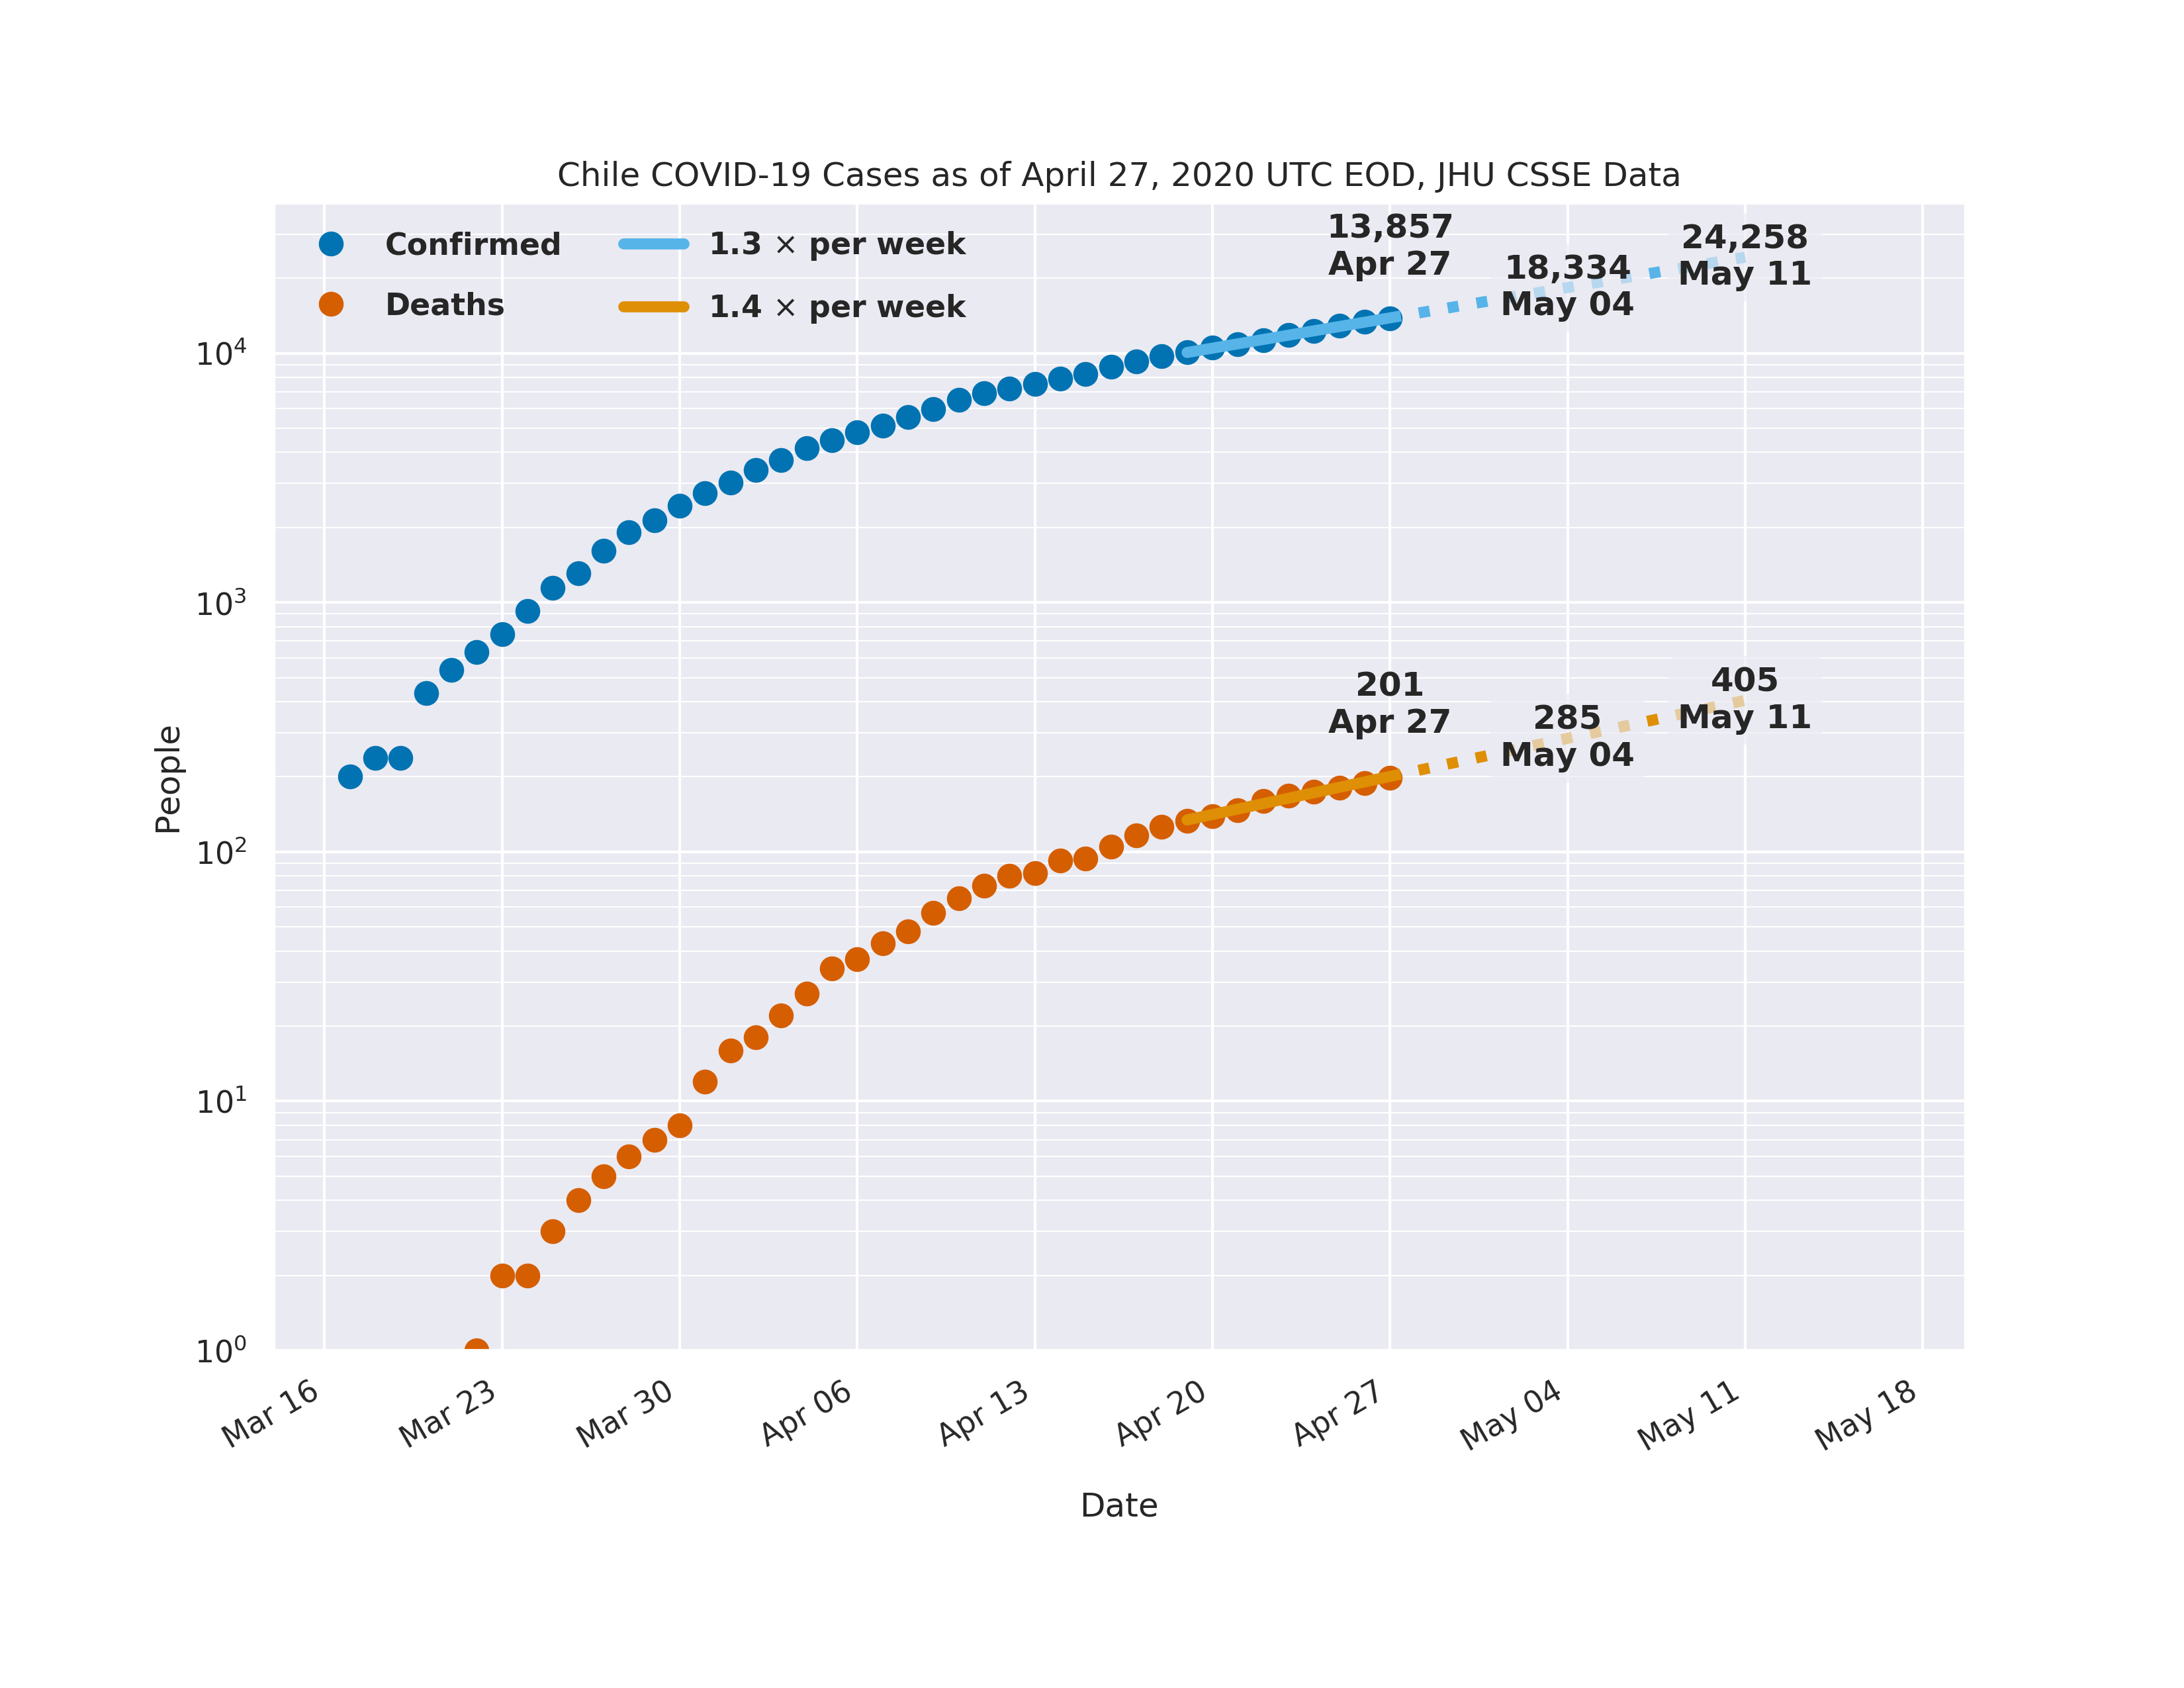 Chile COVID-19 Cases as of April 27, 2020 UTC EOD, JHU CSSE Data
Confirmed
Deaths
1.3 × per week
1.4 × per week
13,857
Apr 27
18,334
May 04
24,258
May 11
201
Apr 27
285
May 04
405
May 11
People
10⁴
10³
10²
10¹
10⁰
Mar 16
Mar 23
Mar 30
Apr 06
Apr 13
Apr 20
Apr 27
May 04
May 11
May 18
Date